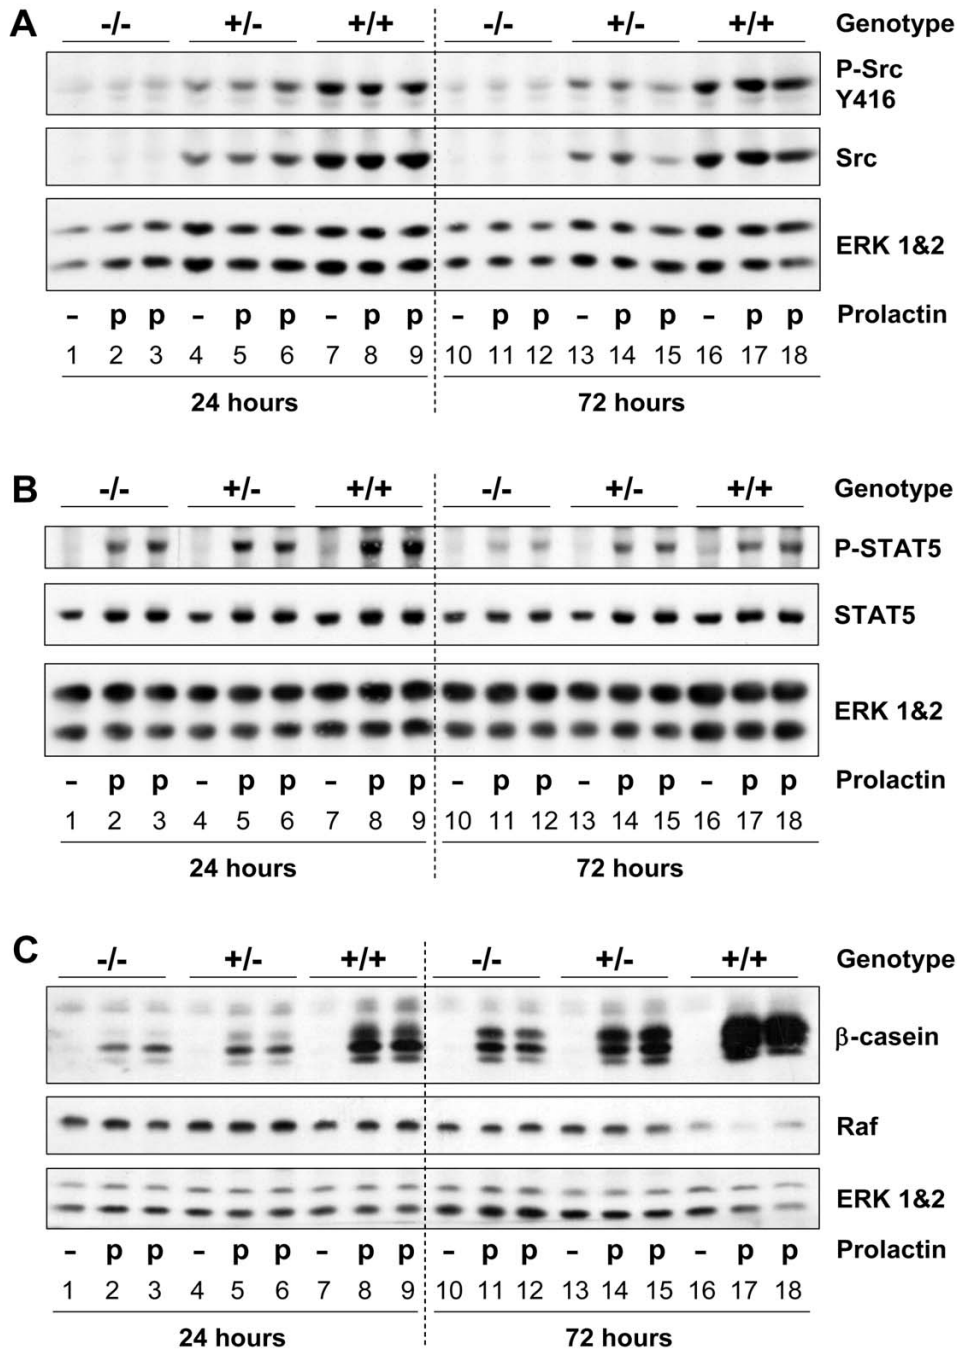 A -/- +/- +/+ -/- +/- +/+ Genotype
P-Src
Y416
Src
ERK 1&2
- p p - p p - p p - p p - p p - p p Prolactin
1 2 3 4 5 6 7 8 9 10 11 12 13 14 15 16 17 18
24 hours 72 hours
B -/- +/- +/+ -/- +/- +/+ Genotype
P-STAT5
STAT5
ERK 1&2
- p p - p p - p p - p p - p p - p p Prolactin
1 2 3 4 5 6 7 8 9 10 11 12 13 14 15 16 17 18
24 hours 72 hours
C -/- +/- +/+ -/- +/- +/+ Genotype
β-casein
Raf
ERK 1&2
- p p - p p - p p - p p - p p - p p Prolactin
1 2 3 4 5 6 7 8 9 10 11 12 13 14 15 16 17 18
24 hours 72 hours